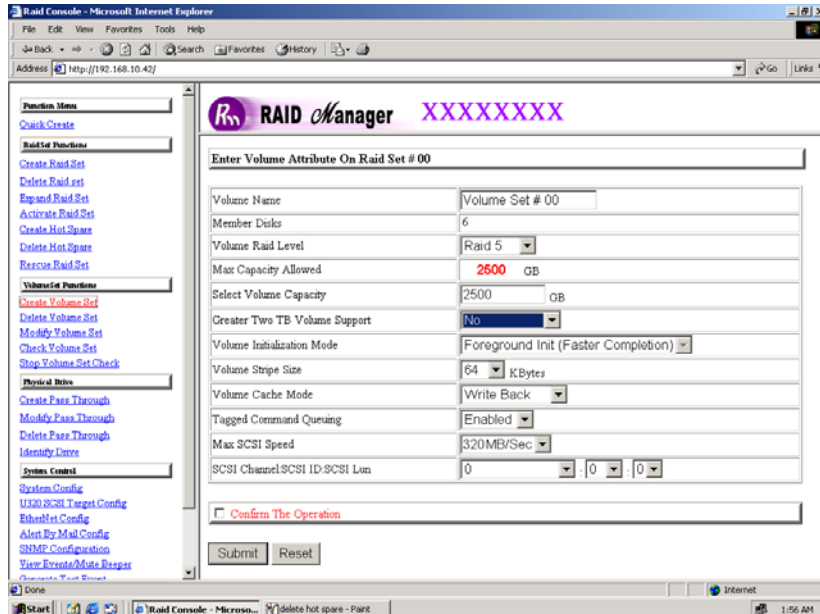 Raid Console - Microsoft Internet Explorer
File Edit View Favorites Tools Help
Back Search Favorites History
Address http://192.168.10.42/ Go Links
Function Menu
Quick Create
RaidSet Functions
Create Raid Set
Delete Raid set
Expand Raid Set
Activate Raid Set
Create Hot Spare
Delete Hot Spare
Rescue Raid Set
VolumeSet Functions
Create Volume Set
Delete Volume Set
Modify Volume Set
Check Volume Set
Stop Volume Set Check
Physical Drive
Create Pass Through
Modify Pass Through
Delete Pass Through
Identify Drive
System Control
System Config
U320 SCSI Target Config
EtherNet Config
Alert By Mail Config
SNMP Configuration
View Events/Mute Beeper
Generate Test Event
Rm RAID Manager XXXXXXXX
Enter Volume Attribute On Raid Set # 00
Volume Name Volume Set # 00
Member Disks 6
Volume Raid Level Raid 5
Max Capacity Allowed 2500 GB
Select Volume Capacity 2500 GB
Greater Two TB Volume Support No
Volume Initialization Mode Foreground Init (Faster Completion)
Volume Stripe Size 64 KBytes
Volume Cache Mode Write Back
Tagged Command Queuing Enabled
Max SCSI Speed 320MB/Sec
SCSI Channel:SCSI ID:SCSI Lun 0 : 0 : 0
Confirm The Operation
Submit Reset
Done Internet
Start Raid Console - Microso... delete hot spare - Paint 1:56 AM